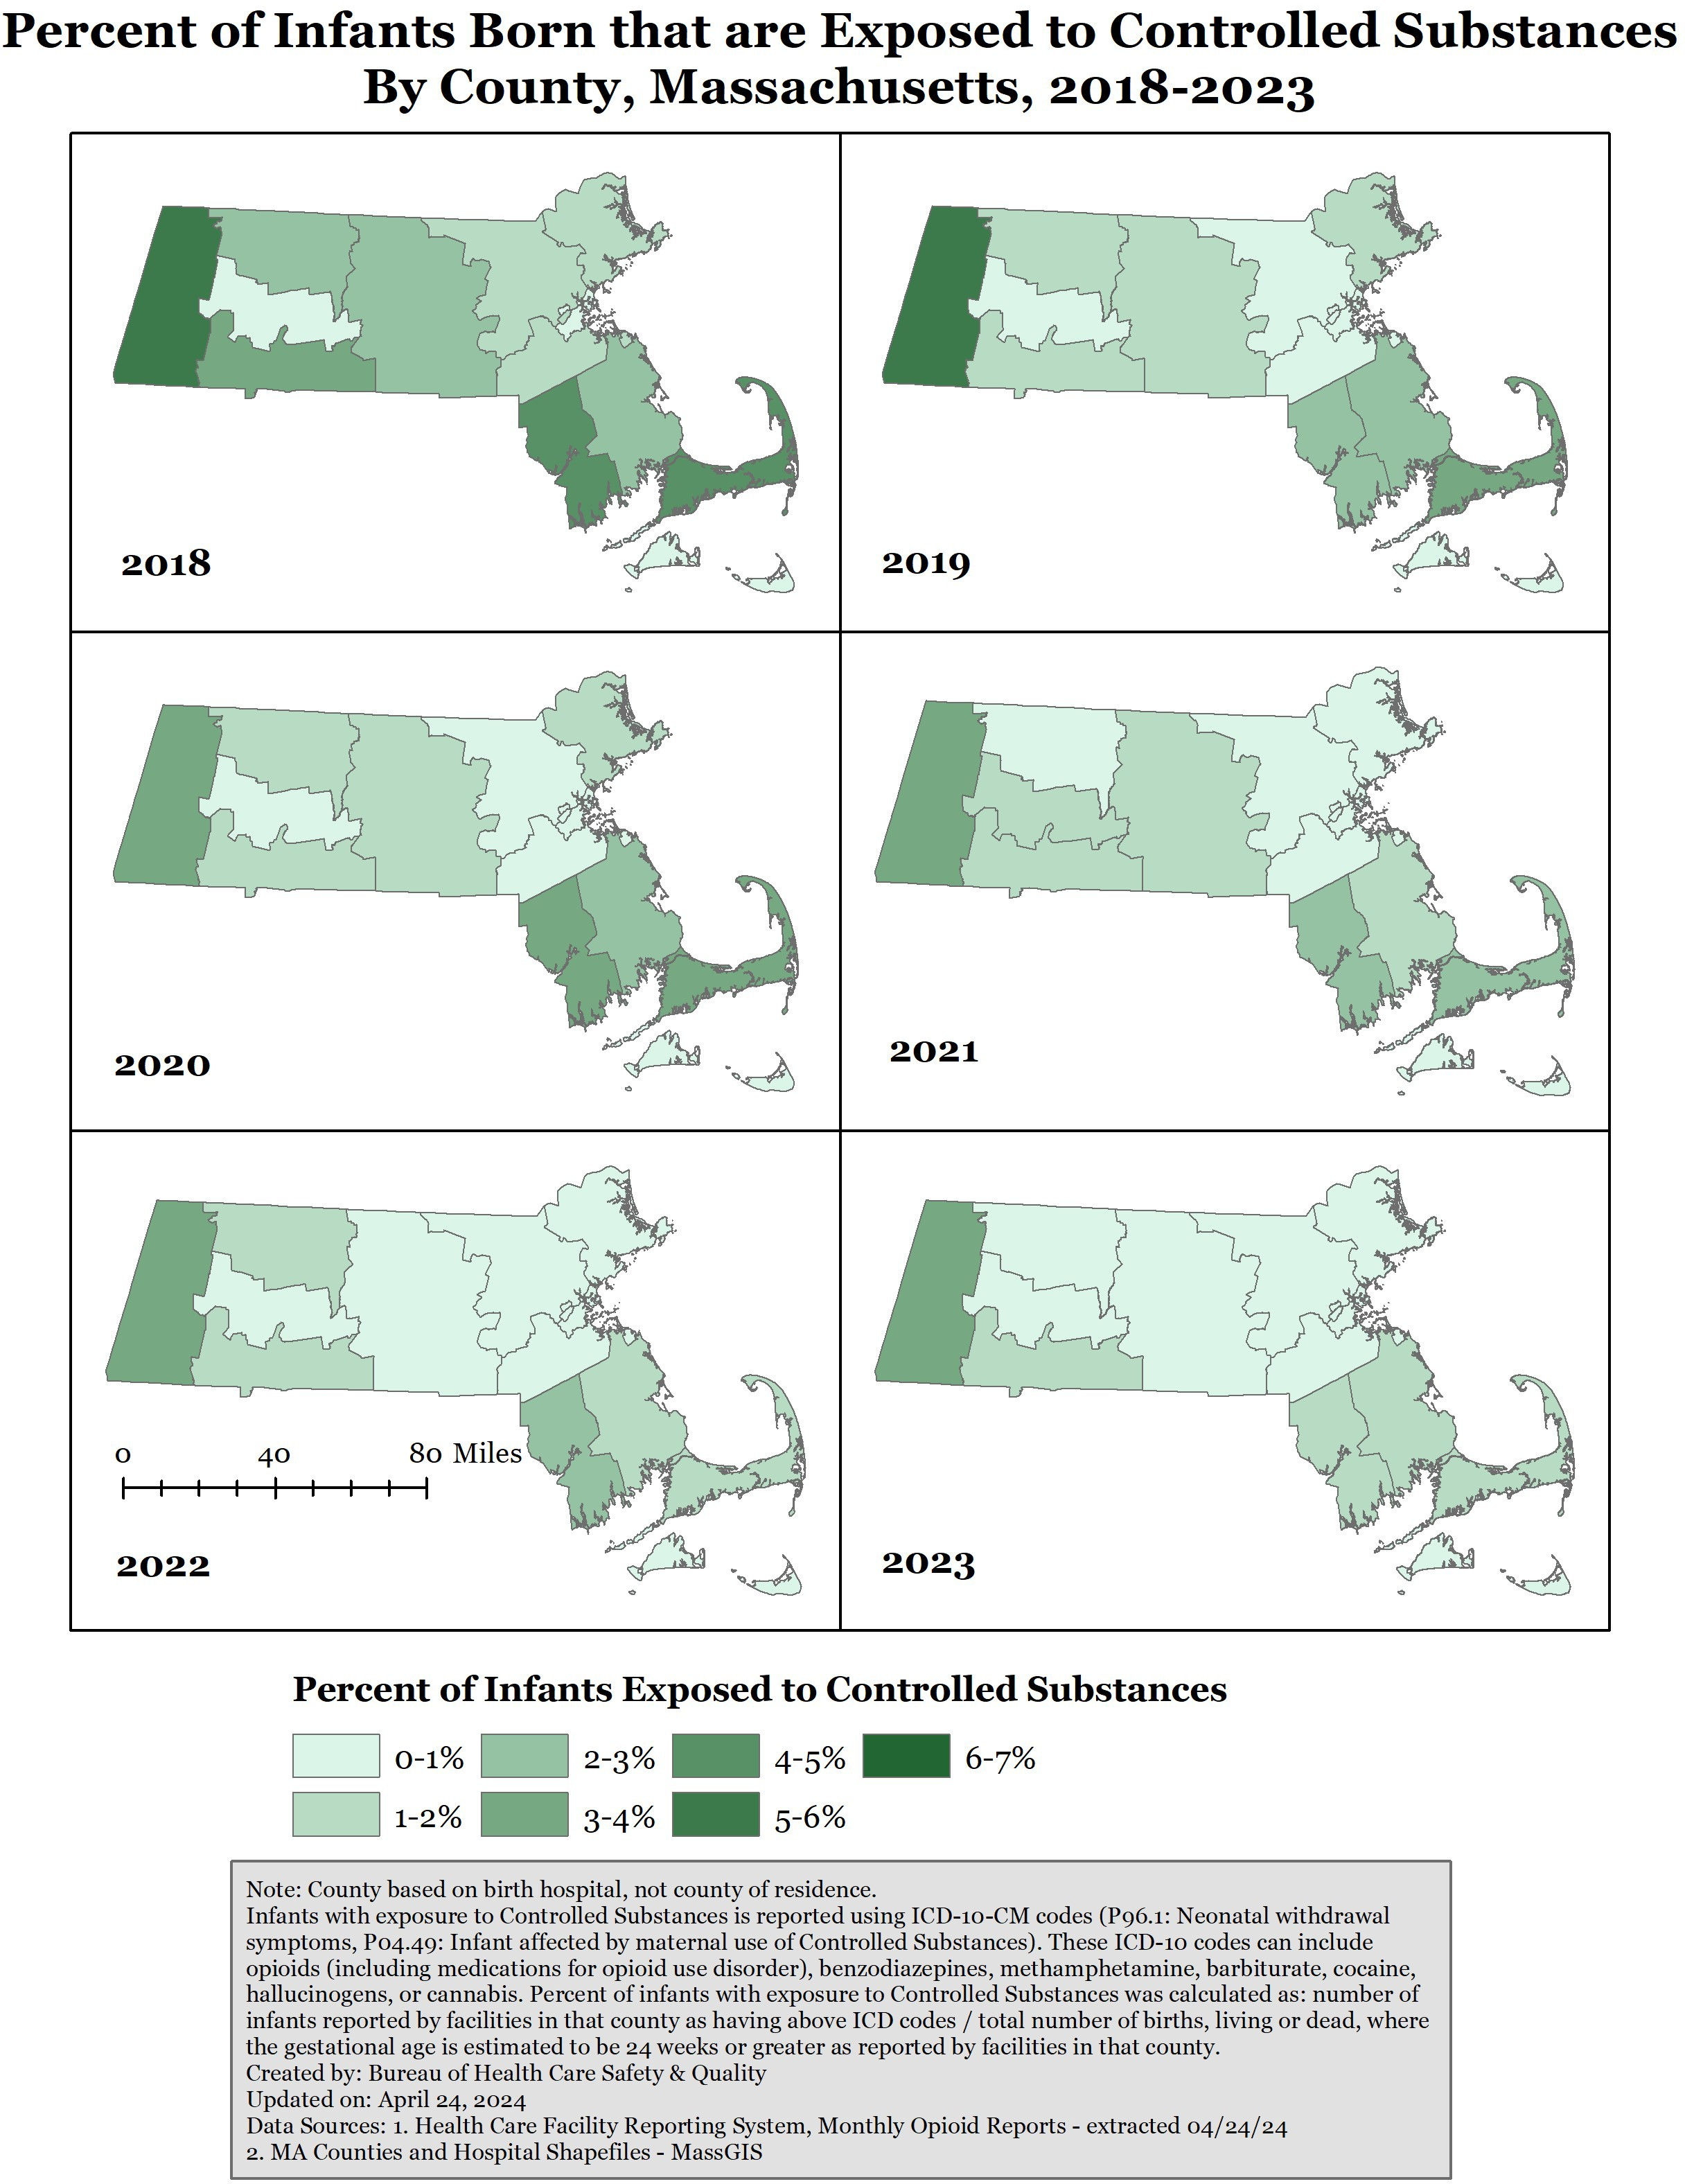 Percent of Infants Born that are Exposed to Controlled Substances
By County, Massachusetts, 2018-2023
2018
2019
2020
2021
0 40 80 Miles
2022
2023
Percent of Infants Exposed to Controlled Substances
0-1% 2-3% 4-5% 6-7%
1-2% 3-4% 5-6%
Note: County based on birth hospital, not county of residence.
Infants with exposure to Controlled Substances is reported using ICD-10-CM codes (P96.1: Neonatal withdrawal
symptoms, P04.49: Infant affected by maternal use of Controlled Substances). These ICD-10 codes can include
opioids (including medications for opioid use disorder), benzodiazepines, methamphetamine, barbiturate, cocaine,
hallucinogens, or cannabis. Percent of infants with exposure to Controlled Substances was calculated as: number of
infants reported by facilities in that county as having above ICD codes / total number of births, living or dead, where
the gestational age is estimated to be 24 weeks or greater as reported by facilities in that county.
Created by: Bureau of Health Care Safety & Quality
Updated on: April 24, 2024
Data Sources: 1. Health Care Facility Reporting System, Monthly Opioid Reports - extracted 04/24/24
2. MA Counties and Hospital Shapefiles - MassGIS